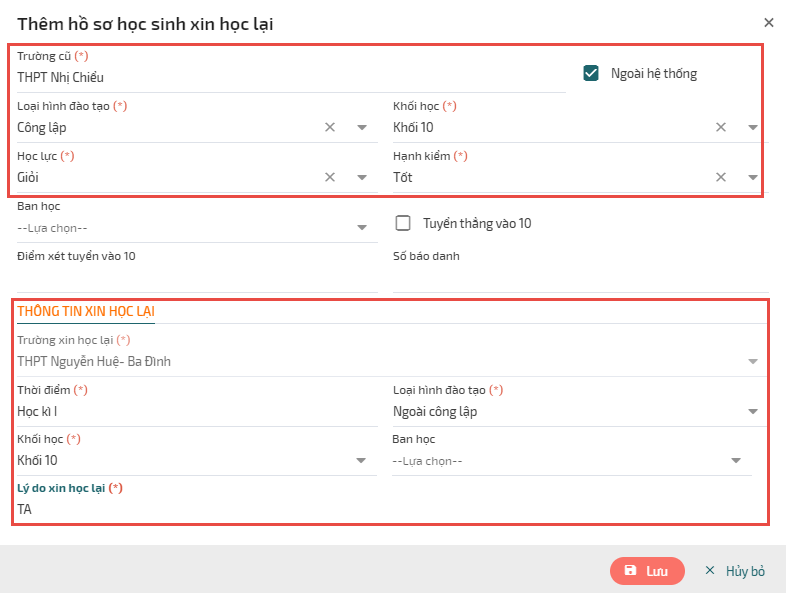 Thêm hồ sơ học sinh xin học lại
Trường cũ (*)
THPT Nhị Chiểu
Ngoài hệ thống
Loại hình đào tạo (*)
Khối học (*)
Công lập
Khối 10
Học lực (*)
Hạnh kiểm (*)
Giỏi
Tốt
Ban học
--Lựa chọn--
Tuyển thẳng vào 10
Điểm xét tuyển vào 10
Số báo danh
THÔNG TIN XIN HỌC LẠI
Trường xin học lại (*)
THPT Nguyễn Huệ- Ba Đình
Thời điểm (*)
Loại hình đào tạo (*)
Học kì I
Ngoài công lập
Khối học (*)
Ban học
Khối 10
--Lựa chọn--
Lý do xin học lại (*)
TA
Lưu
Hủy bỏ